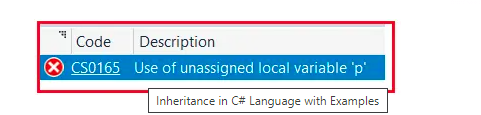 Code Description
CS0165 Use of unassigned local variable 'p'
Inheritance in C# Language with Examples